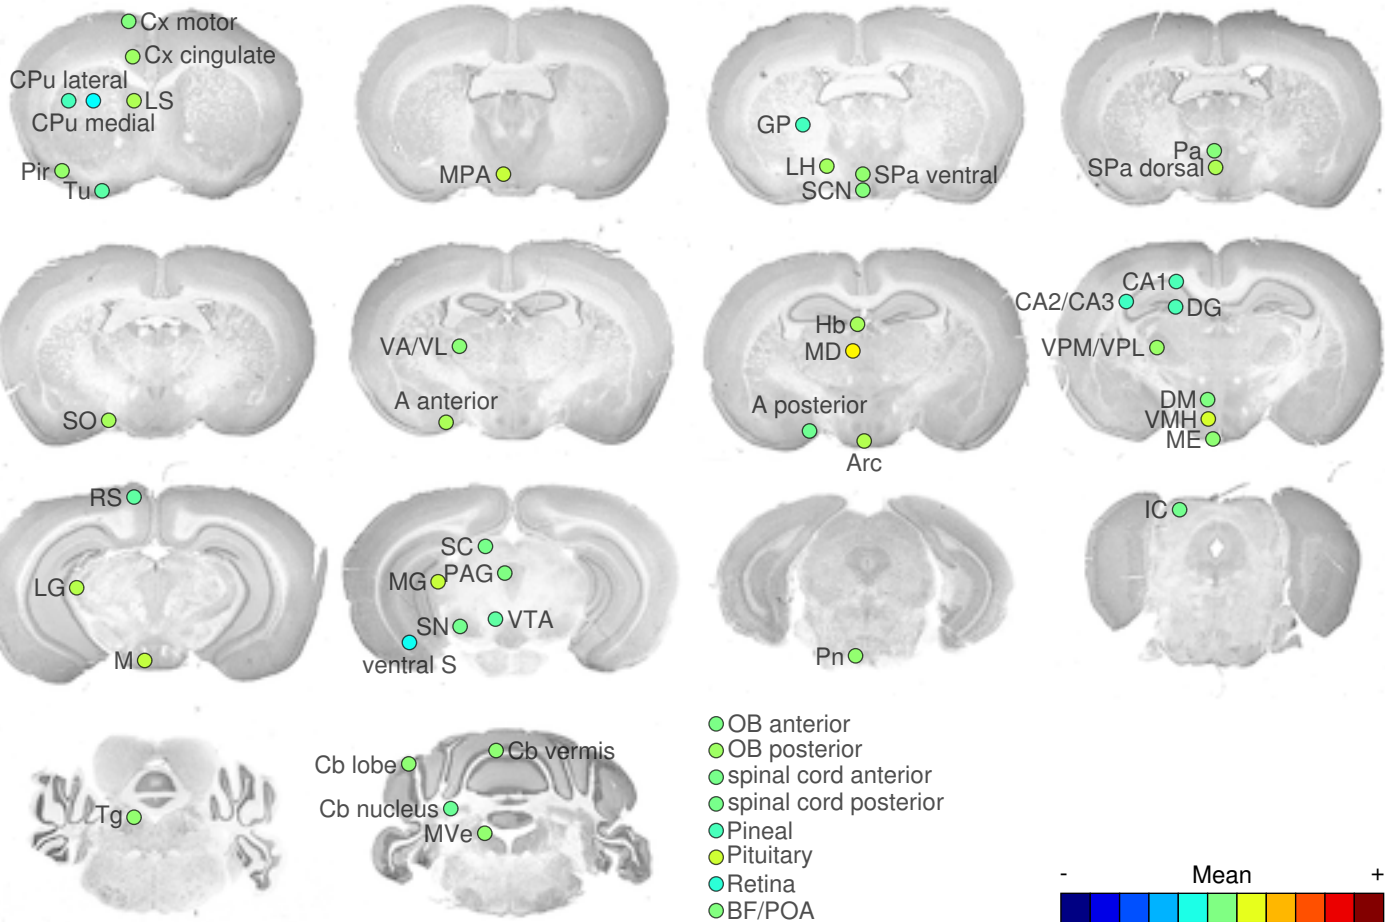 Cx motor
Cx cingulate
CPu lateral
LS
CPu medial
Pir
Tu
MPA
GP
LH
SPa ventral
SCN
Pa
SPa dorsal
SO
VA/VL
A anterior
Hb
MD
A posterior
Arc
CA1
CA2/CA3
DG
VPM/VPL
DM
VMH
ME
RS
LG
M
SC
MG
PAG
SN
VTA
ventral S
Pn
IC
Tg
Cb lobe
Cb vermis
Cb nucleus
MVe
OB anterior
OB posterior
spinal cord anterior
spinal cord posterior
Pineal
Pituitary
Retina
BF/POA
- Mean +